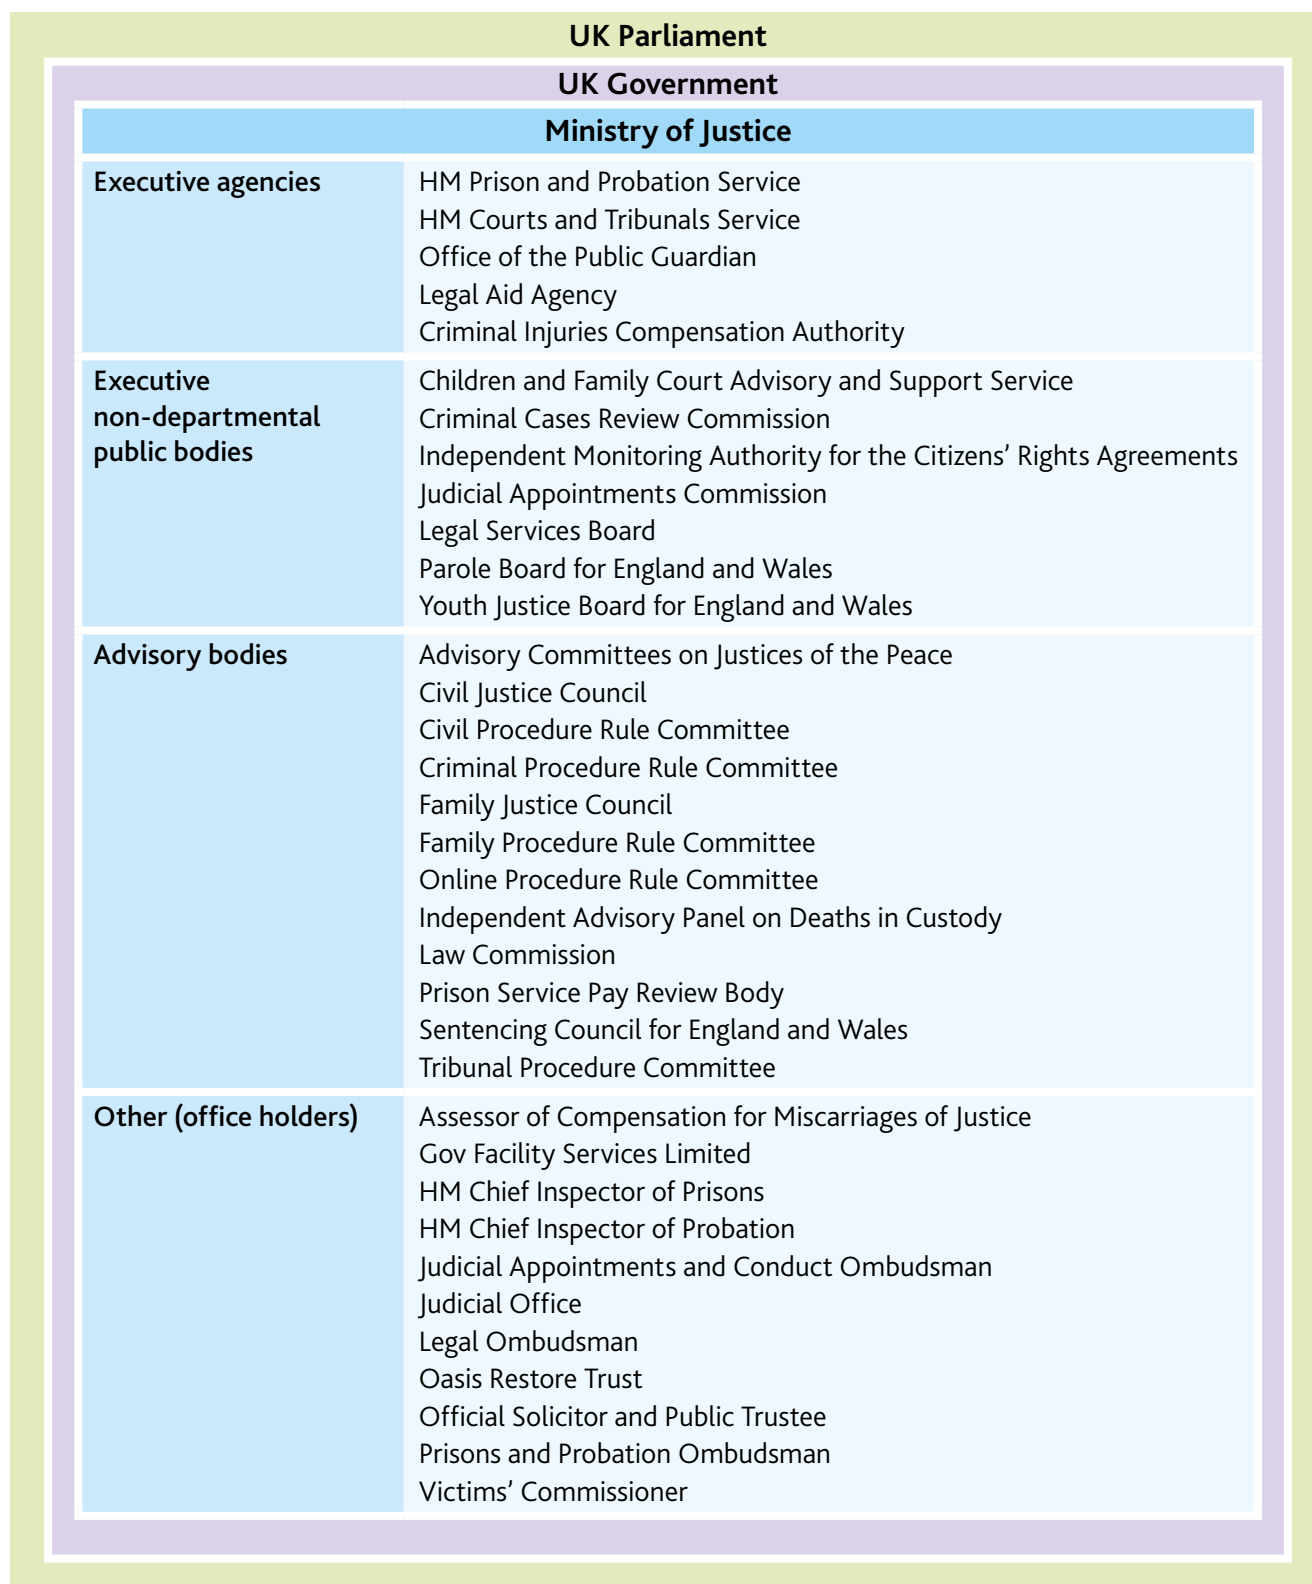 UK Parliament
UK Government
Ministry of Justice
Executive agencies
HM Prison and Probation Service
HM Courts and Tribunals Service
Office of the Public Guardian
Legal Aid Agency
Criminal Injuries Compensation Authority
Executive
non-departmental
public bodies
Children and Family Court Advisory and Support Service
Criminal Cases Review Commission
Independent Monitoring Authority for the Citizens’ Rights Agreements
Judicial Appointments Commission
Legal Services Board
Parole Board for England and Wales
Youth Justice Board for England and Wales
Advisory bodies
Advisory Committees on Justices of the Peace
Civil Justice Council
Civil Procedure Rule Committee
Criminal Procedure Rule Committee
Family Justice Council
Family Procedure Rule Committee
Online Procedure Rule Committee
Independent Advisory Panel on Deaths in Custody
Law Commission
Prison Service Pay Review Body
Sentencing Council for England and Wales
Tribunal Procedure Committee
Other (office holders)
Assessor of Compensation for Miscarriages of Justice
Gov Facility Services Limited
HM Chief Inspector of Prisons
HM Chief Inspector of Probation
Judicial Appointments and Conduct Ombudsman
Judicial Office
Legal Ombudsman
Oasis Restore Trust
Official Solicitor and Public Trustee
Prisons and Probation Ombudsman
Victims’ Commissioner